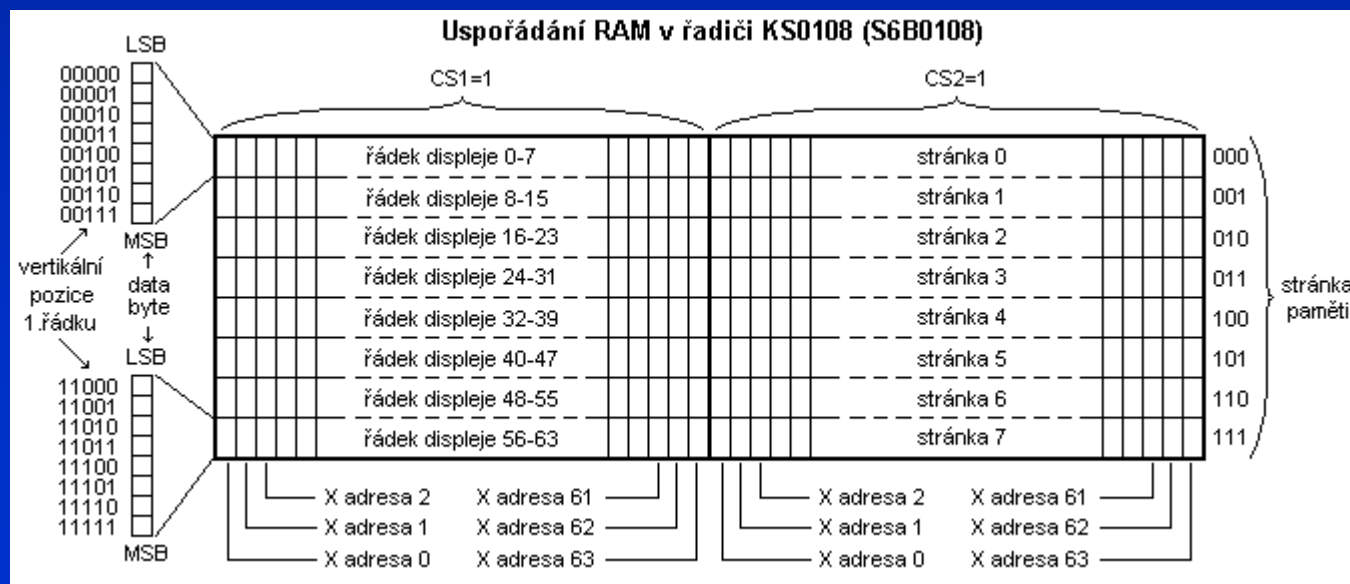 Uspořádání RAM v řadiči KS0108 (S6B0108)
LSB
00000
00001
00010
00011
00100
00101
00110
00111
MSB
vertikální
pozice
1.řádku
data
byte
LSB
11000
11001
11010
11011
11100
11101
11110
11111
MSB
CS1=1
CS2=1
řádek displeje 0-7
stránka 0
000
řádek displeje 8-15
stránka 1
001
řádek displeje 16-23
stránka 2
010
řádek displeje 24-31
stránka 3
011
řádek displeje 32-39
stránka 4
100
řádek displeje 40-47
stránka 5
101
řádek displeje 48-55
stránka 6
110
řádek displeje 56-63
stránka 7
111
stránka
paměti
X adresa 2
X adresa 61
X adresa 2
X adresa 61
X adresa 1
X adresa 62
X adresa 1
X adresa 62
X adresa 0
X adresa 63
X adresa 0
X adresa 63